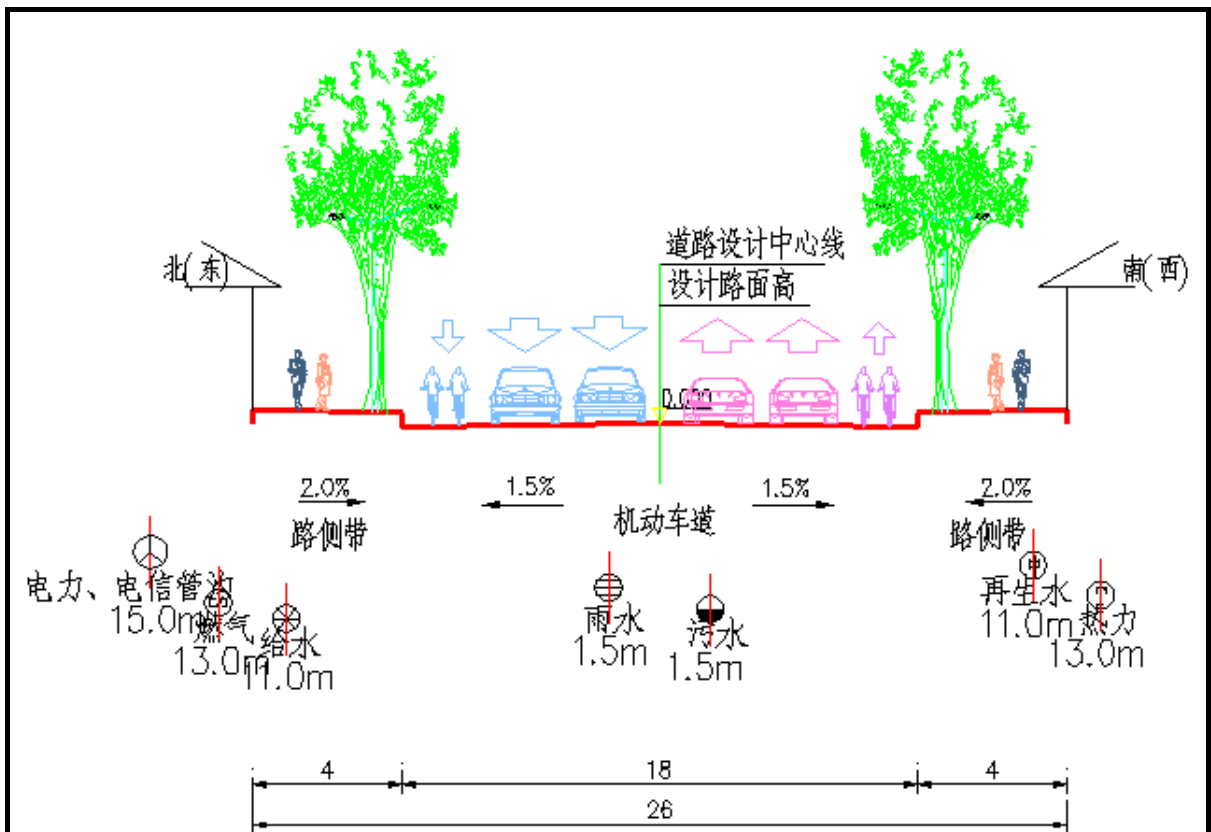 道路设计中心线
北(东)
南(西)
设计路面高
0.000
2.0%
1.5%
1.5%
2.0%
路侧带
机动车道
路侧带
电力、电信管沟
15.0m
燃气
13.0m
给水
11.0m
雨水
1.5m
污水
1.5m
再生水
11.0m
热力
13.0m
4
18
4
26